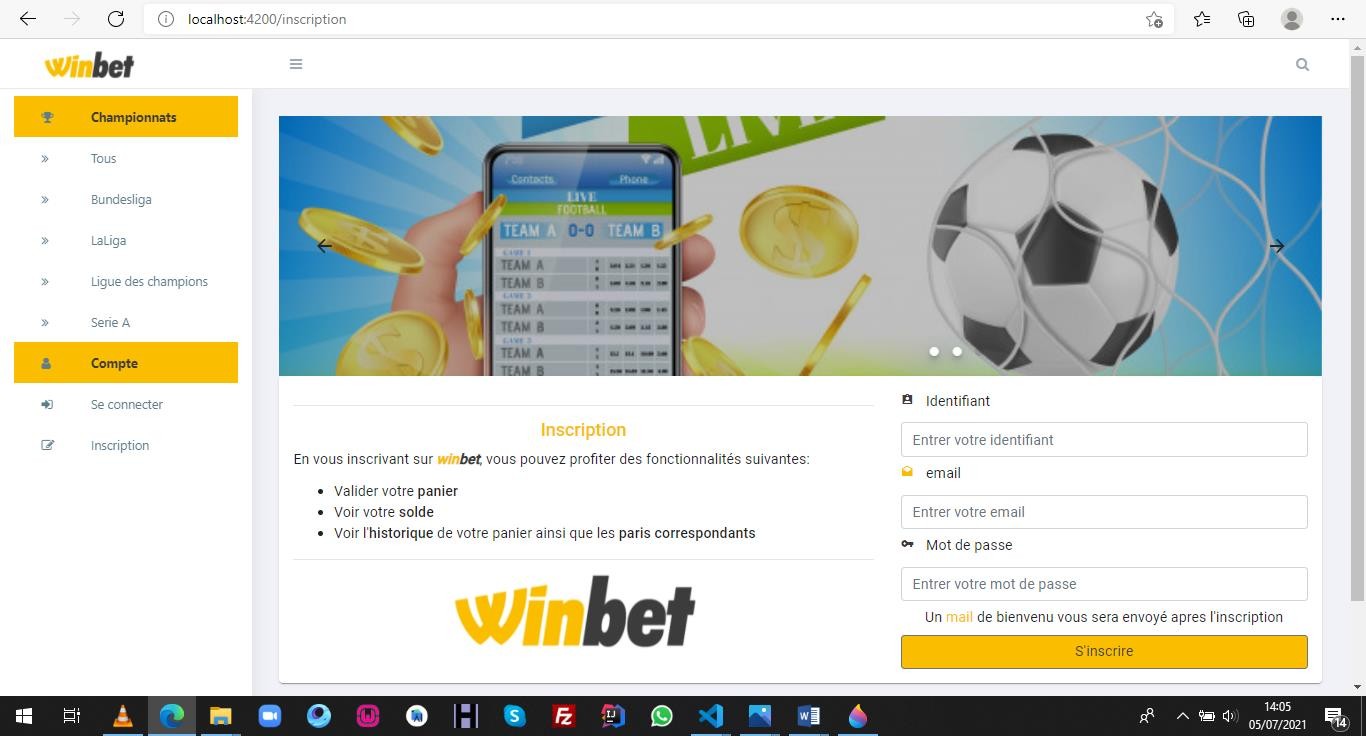 localhost:4200/inscription
winbet
Championnats
Tous
Bundesliga
LaLiga
Ligue des champions
Serie A
Compte
Se connecter
Inscription
LIVE
Contacts Phone
LIVE
FOOTBALL
TEAM A 0-0 TEAM B
GAME 1
TEAM A
TEAM B
TEAM A
TEAM B
TEAM A
TEAM B
Inscription
En vous inscrivant sur winbet, vous pouvez profiter des fonctionnalités suivantes:
Valider votre panier
Voir votre solde
Voir l'historique de votre panier ainsi que les paris correspondants
winbet
Identifiant
Entrer votre identifiant
email
Entrer votre email
Mot de passe
Entrer votre mot de passe
Un mail de bienvenu vous sera envoyé apres l'inscription
S'inscrire
14:05
05/07/2021
14